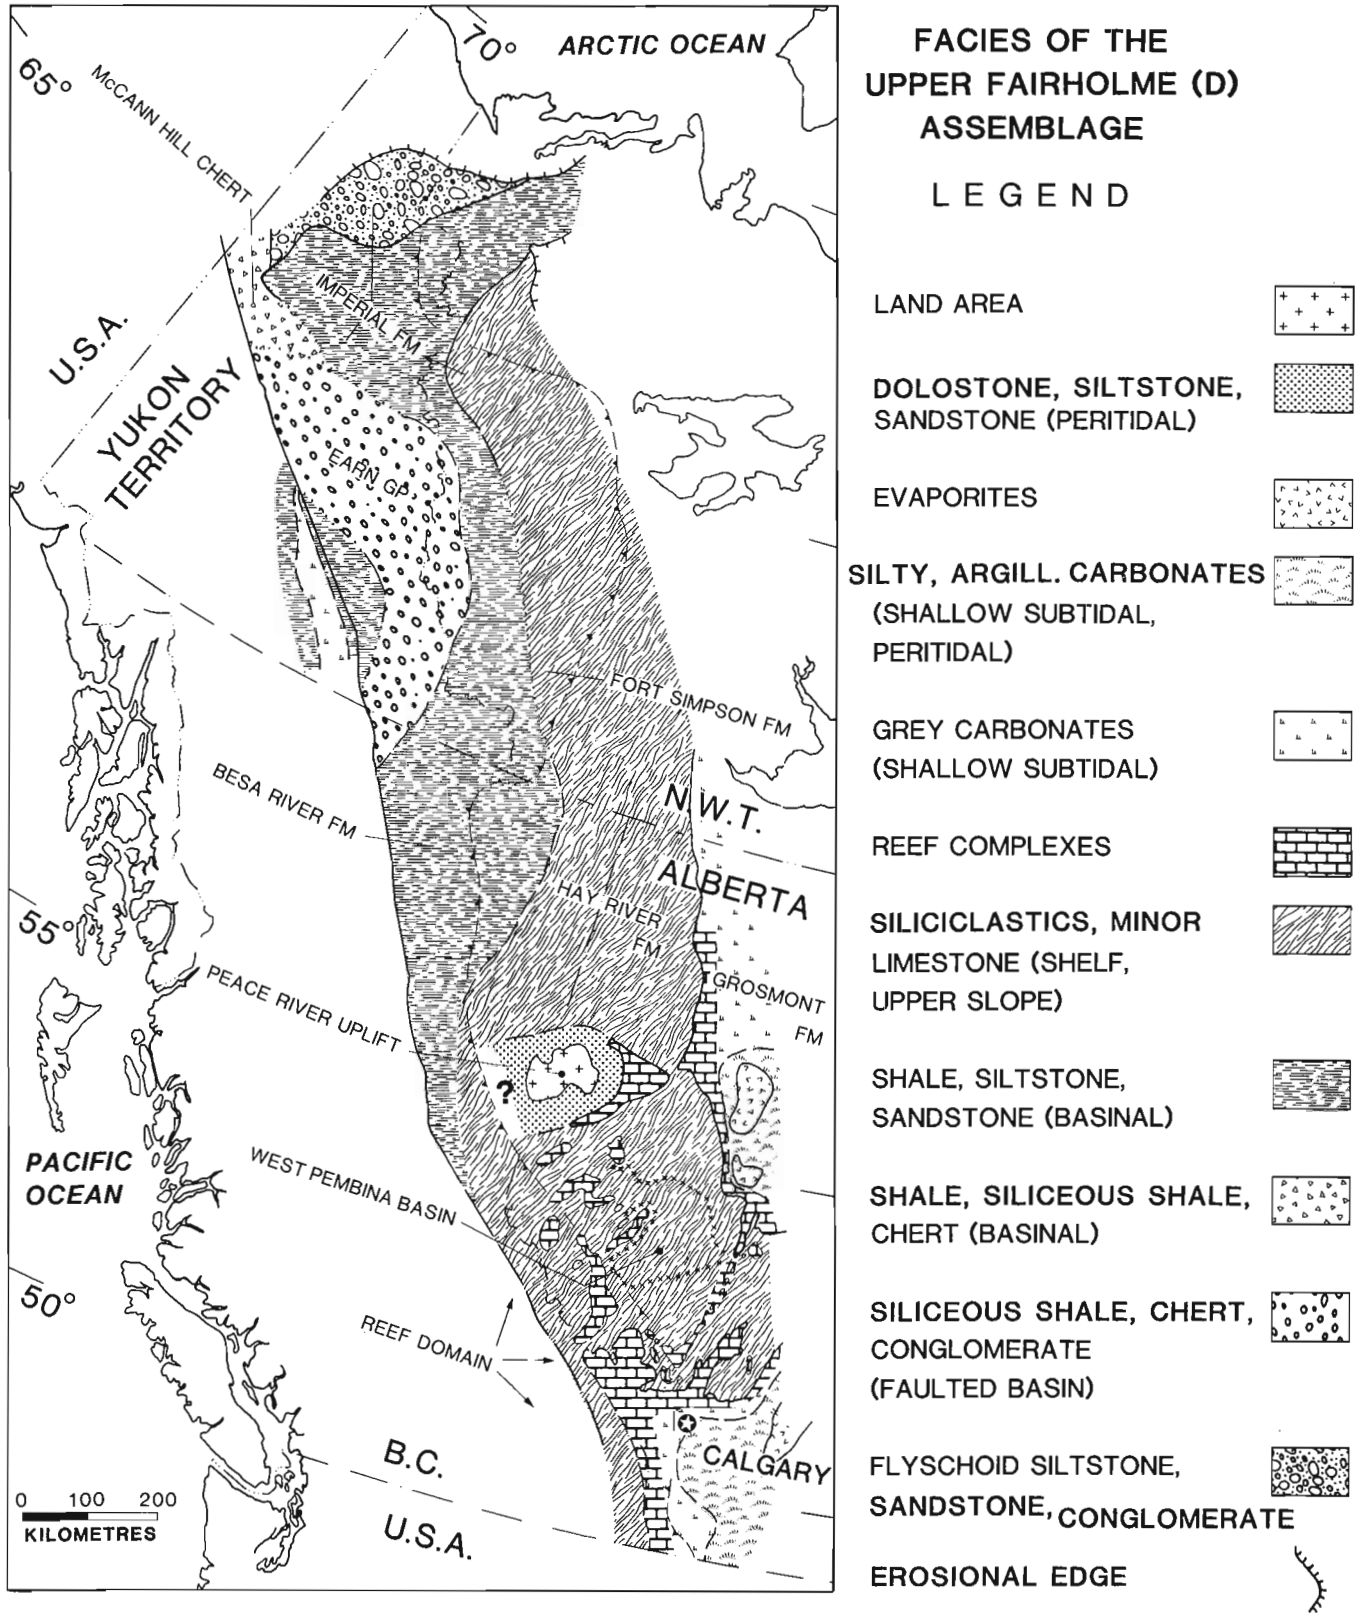 FACIES OF THE
UPPER FAIRHOLME (D)
ASSEMBLAGE
LEGEND
LAND AREA
DOLOSTONE, SILTSTONE,
SANDSTONE (PERITIDAL)
EVAPORITES
SILTY, ARGILL. CARBONATES
(SHALLOW SUBTIDAL,
PERITIDAL)
GREY CARBONATES
(SHALLOW SUBTIDAL)
REEF COMPLEXES
SILICICLASTICS, MINOR
LIMESTONE (SHELF,
UPPER SLOPE)
SHALE, SILTSTONE,
SANDSTONE (BASINAL)
SHALE, SILICEOUS SHALE,
CHERT (BASINAL)
SILICEOUS SHALE, CHERT,
CONGLOMERATE
(FAULTED BASIN)
FLYSCHOID SILTSTONE,
SANDSTONE, CONGLOMERATE
EROSIONAL EDGE
70°
ARCTIC OCEAN
65°
McCANN HILL CHERT
IMPERIAL FM
U.S.A.
YUKON
TERRITORY
EARN GP
FORT SIMPSON FM
BESA RIVER FM
N.W.T.
ALBERTA
HAY RIVER
FM
55°
PEACE RIVER UPLIFT
GROSMONT
FM
?
PACIFIC
OCEAN
WEST PEMBINA BASIN
50°
REEF DOMAIN
CALGARY
B.C.
U.S.A.
0 100 200
KILOMETRES